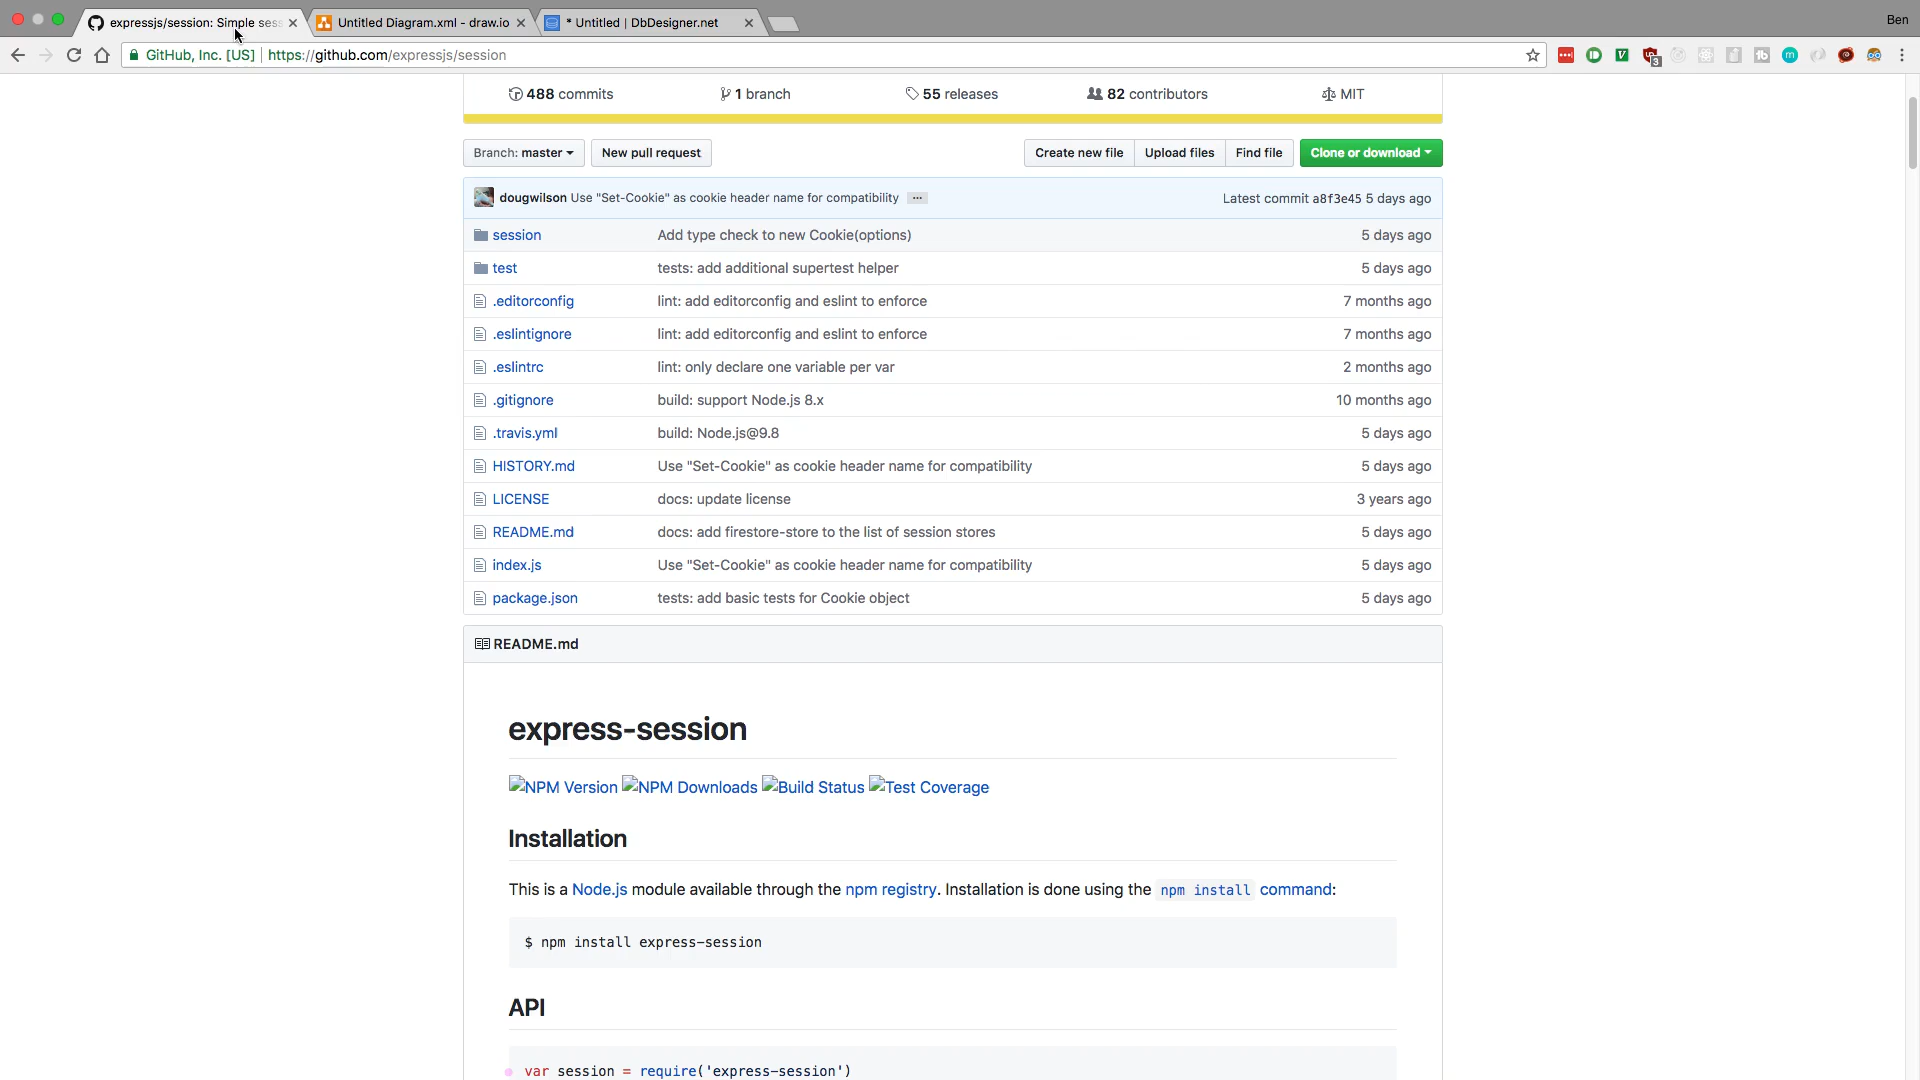 expressjs/session: Simple sess
Untitled Diagram.xml - draw.io
* Untitled | DbDesigner.net
Ben
GitHub, Inc. [US] | https://github.com/expressjs/session
3
488 commits
1 branch
55 releases
82 contributors
MIT
Branch: master
New pull request
Create new file
Upload files
Find file
Clone or download
dougwilson Use "Set-Cookie" as cookie header name for compatibility ...
Latest commit a8f3e45 5 days ago
session Add type check to new Cookie(options) 5 days ago
test tests: add additional supertest helper 5 days ago
.editorconfig lint: add editorconfig and eslint to enforce 7 months ago
.eslintignore lint: add editorconfig and eslint to enforce 7 months ago
.eslintrc lint: only declare one variable per var 2 months ago
.gitignore build: support Node.js 8.x 10 months ago
.travis.yml build: Node.js@9.8 5 days ago
HISTORY.md Use "Set-Cookie" as cookie header name for compatibility 5 days ago
LICENSE docs: update license 3 years ago
README.md docs: add firestore-store to the list of session stores 5 days ago
index.js Use "Set-Cookie" as cookie header name for compatibility 5 days ago
package.json tests: add basic tests for Cookie object 5 days ago
README.md
express-session
NPM Version NPM Downloads Build Status Test Coverage
Installation
This is a Node.js module available through the npm registry. Installation is done using the npm install command:
$ npm install express-session
API
var session = require('express-session')